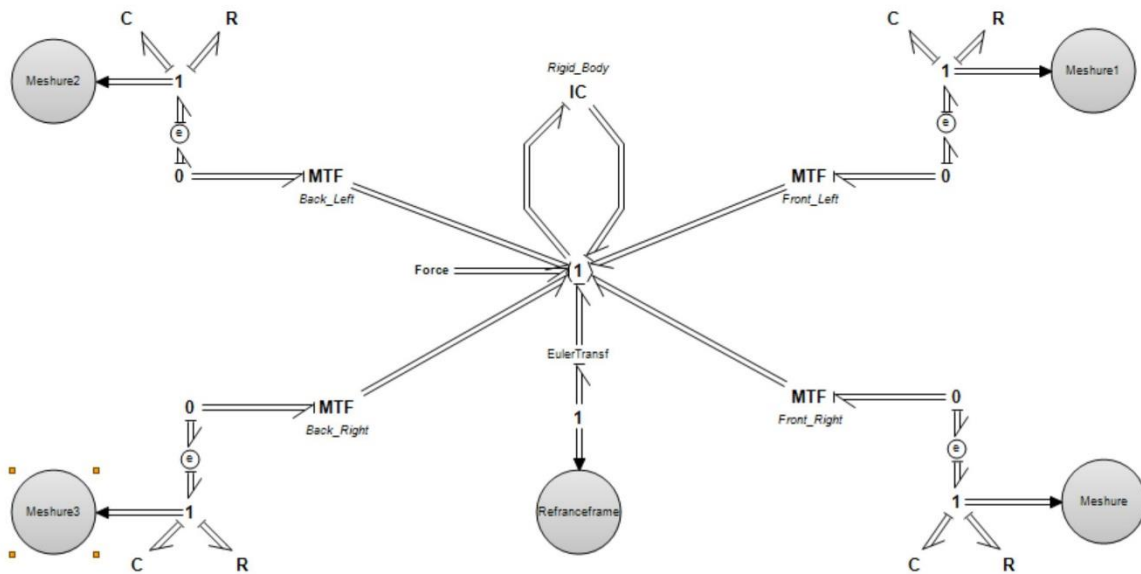 C R
Meshure2
1
e
0
MTF
Back_Left
Rigid_Body
IC
C R
1
Meshure1
e
MTF
0
Front_Left
Force
1
EulerTransf
1
Refranceframe
0
MTF
Back_Right
e
Meshure3
1
C R
MTF
0
Front_Right
e
1
Meshure
C R